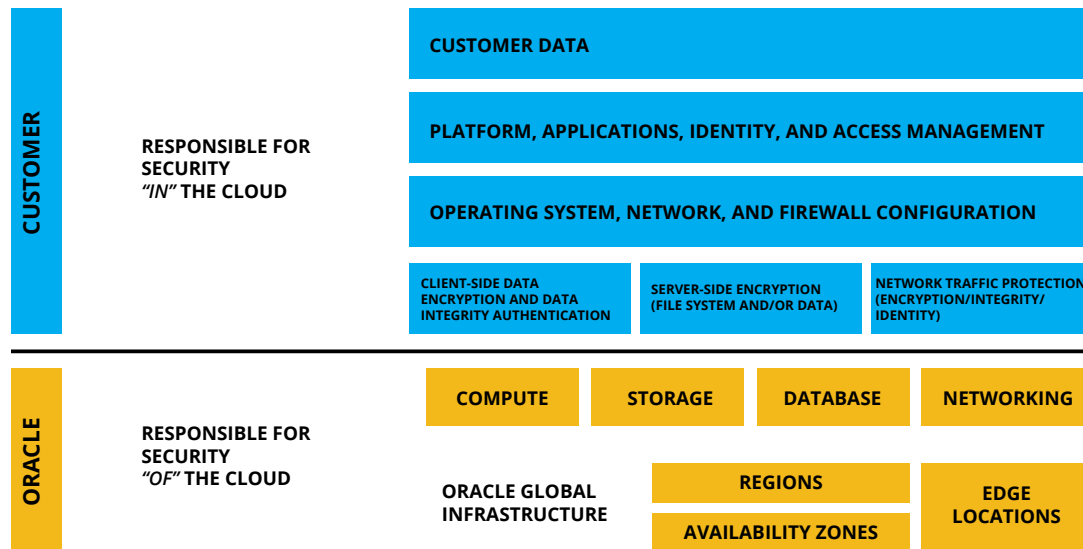 CUSTOMER
RESPONSIBLE FOR
SECURITY
“IN” THE CLOUD
CUSTOMER DATA
PLATFORM, APPLICATIONS, IDENTITY, AND ACCESS MANAGEMENT
OPERATING SYSTEM, NETWORK, AND FIREWALL CONFIGURATION
CLIENT-SIDE DATA
ENCRYPTION AND DATA
INTEGRITY AUTHENTICATION
SERVER-SIDE ENCRYPTION
(FILE SYSTEM AND/OR DATA)
NETWORK TRAFFIC PROTECTION
(ENCRYPTION/INTEGRITY/
IDENTITY)
ORACLE
RESPONSIBLE FOR
SECURITY
“OF” THE CLOUD
COMPUTE
STORAGE
DATABASE
NETWORKING
ORACLE GLOBAL
INFRASTRUCTURE
REGIONS
AVAILABILITY ZONES
EDGE
LOCATIONS